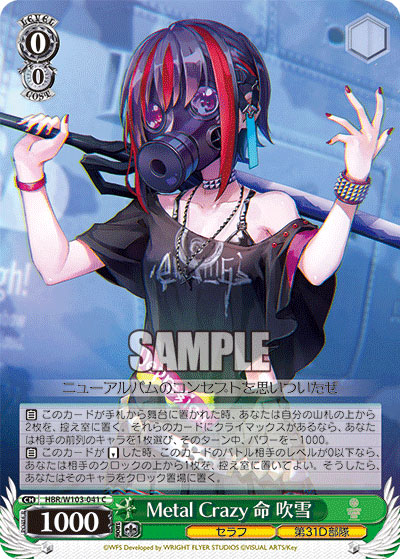 LEVEL
0
0
COST
SAMPLE
ニューアルバムのコンセプトを思いついたぜ
このカードが手札から舞台に置かれた時、あなたは自分の山札の上から
2枚を、控え室に置く。それらのカードにクライマックスがあるなら、あな
たは相手の前列のキャラを1枚選び、そのターン中、パワーを-1000。
このカードが した時、このカードのバトル相手のレベルが0以下なら、
あなたは相手のクロックの上から1枚を、控え室に置いてよい。そうしたら、
あなたはそのキャラをクロック置場に置く。
CH HBR/W103-041 C
1000
Metal Crazy 命 吹雪
セラフ 第31D部隊
©WFS Developed by WRIGHT FLYER STUDIOS ©VISUAL ARTS/Key